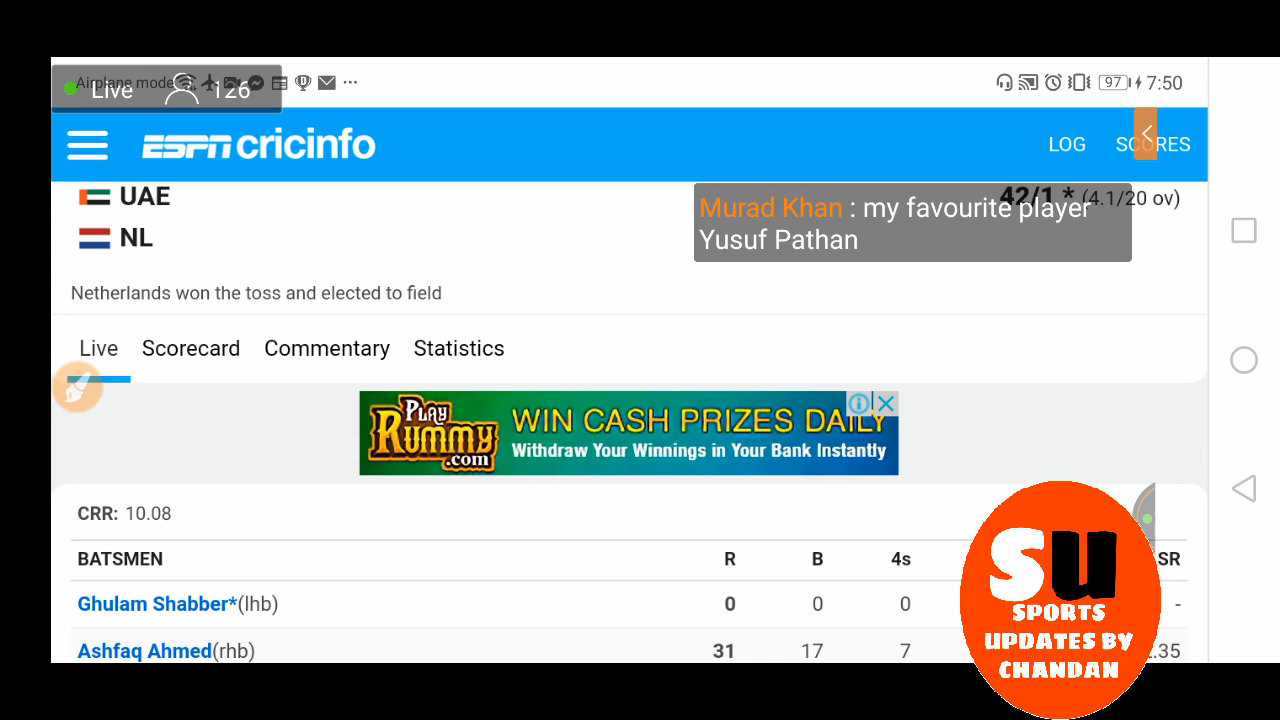 Airplane mode
Live 126
97 7:50
ESPN cricinfo
LOG SCORES
UAE 42/1 * (4.1/20 ov)
Murad Khan : my favourite player
Yusuf Pathan
NL
Netherlands won the toss and elected to field
Live Scorecard Commentary Statistics
PLAY
RUMMY
.COM
WIN CASH PRIZES DAILY
Withdraw Your Winnings in Your Bank Instantly
CRR: 10.08
BATSMEN R B 4s SR
Ghulam Shabber*(lhb) 0 0 0 -
Ashfaq Ahmed(rhb) 31 17 7 .35
SU
SPORTS
UPDATES BY
CHANDAN